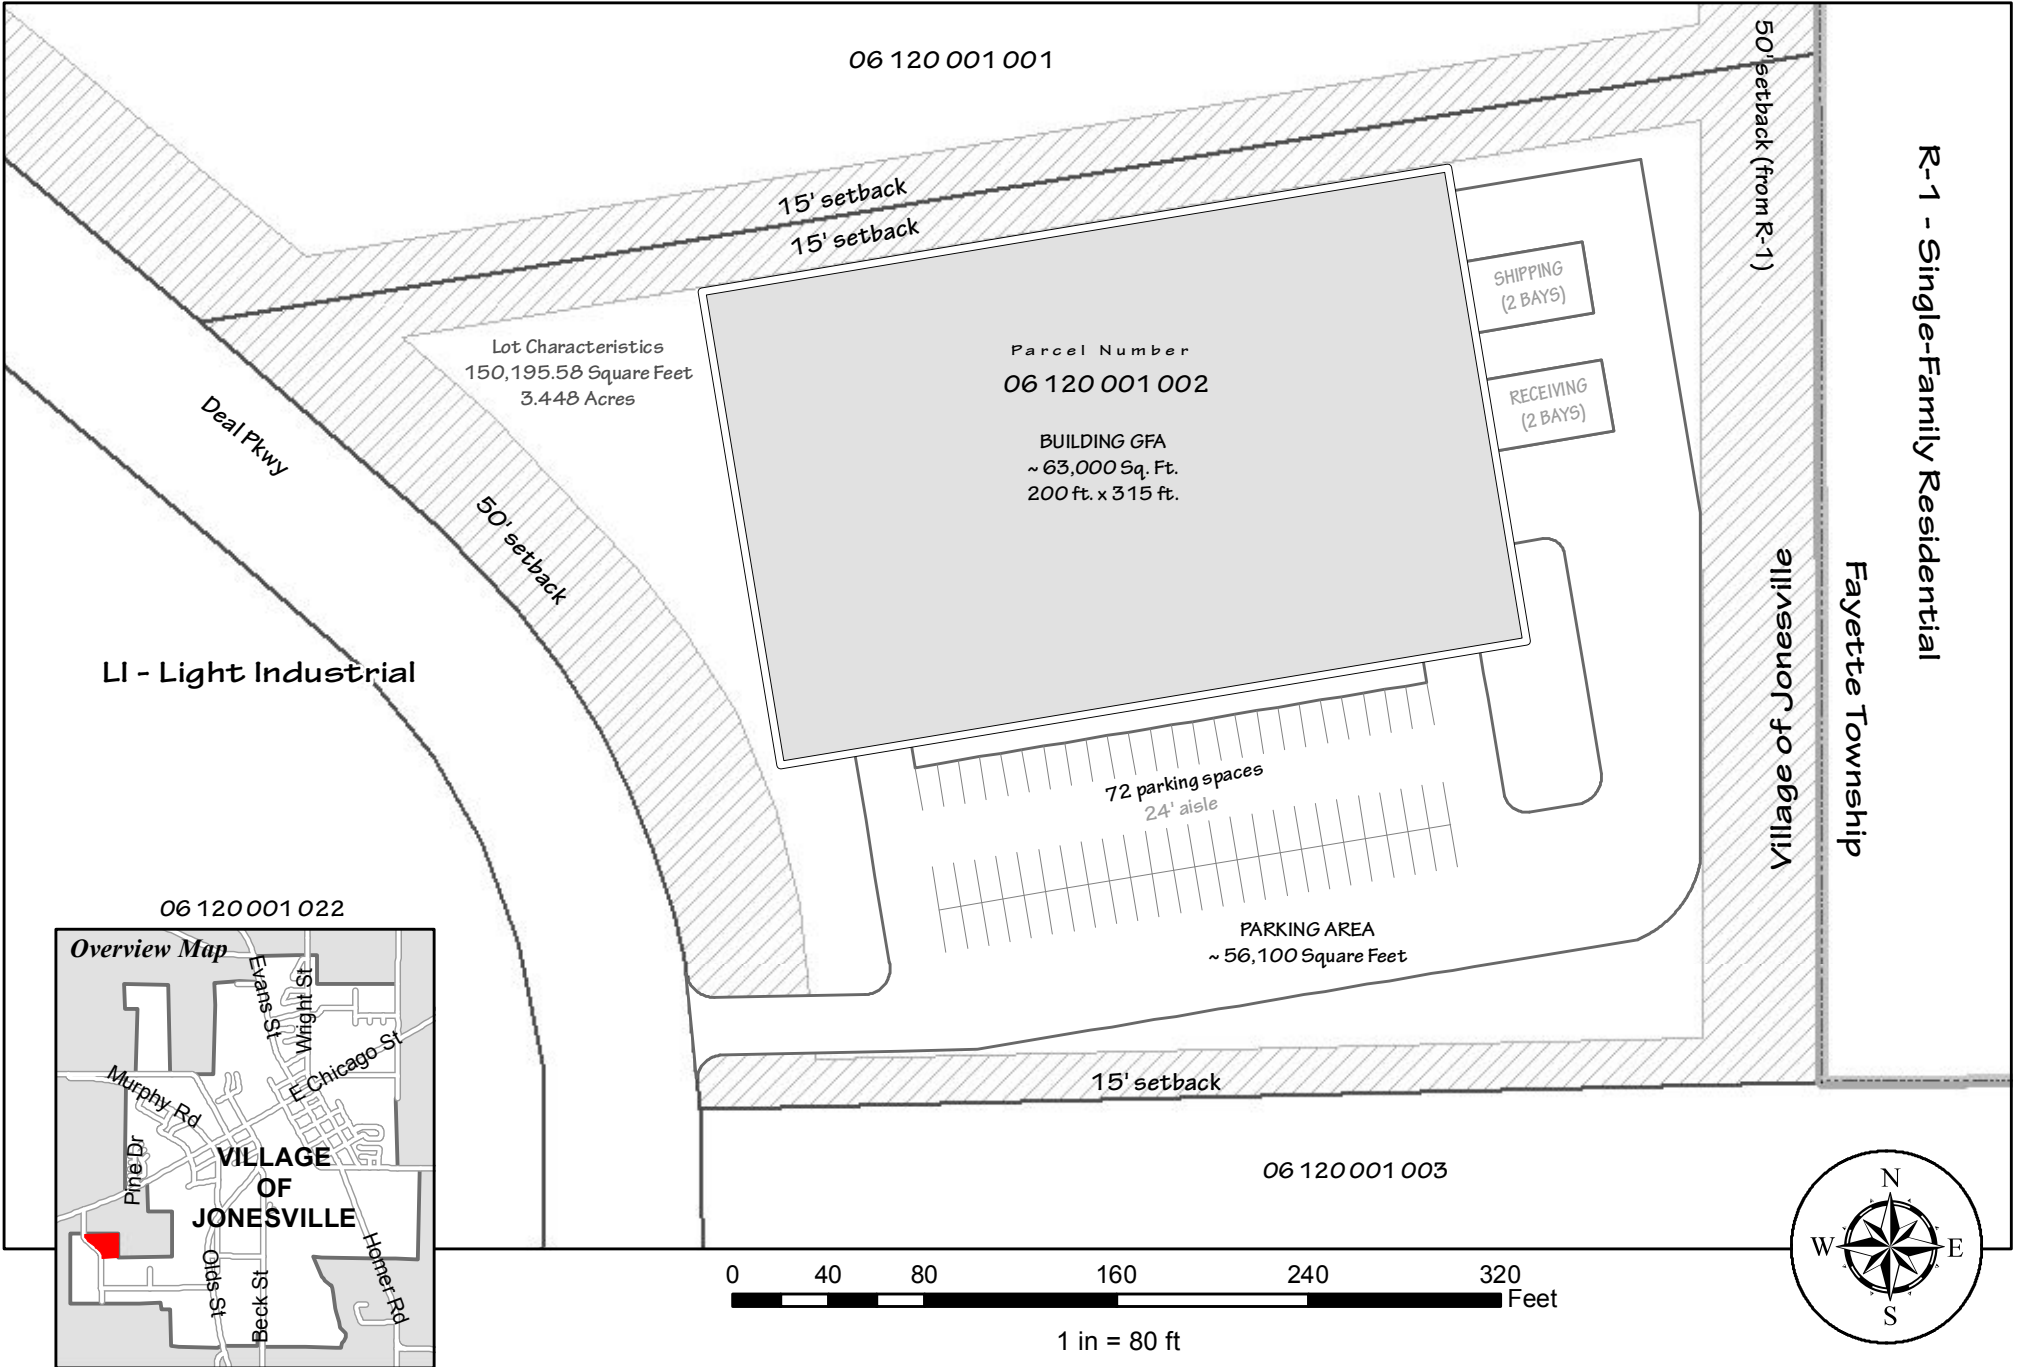 06 120 001 001
50' setback (from R-1)
R-1 - Single-Family Residential
15' setback
15' setback
SHIPPING
(2 BAYS)
Lot Characteristics
150,195.58 Square Feet
3.448 Acres
Parcel Number
06 120 001 002
BUILDING GFA
~ 63,000 Sq. Ft.
200 ft. x 315 ft.
RECEIVING
(2 BAYS)
Deal Pkwy
50' setback
Village of Jonesville
Fayette Township
LI - Light Industrial
72 parking spaces
24' aisle
PARKING AREA
~ 56,100 Square Feet
06 120 001 022
15' setback
06 120 001 003
Overview Map
Evans St
Wright St
E Chicago St
Murphy Rd
Pine Dr
VILLAGE
OF
JONESVILLE
Olds St
Beck St
Homer Rd
0 40 80 160 240 320
Feet
1 in = 80 ft
N
W E
S